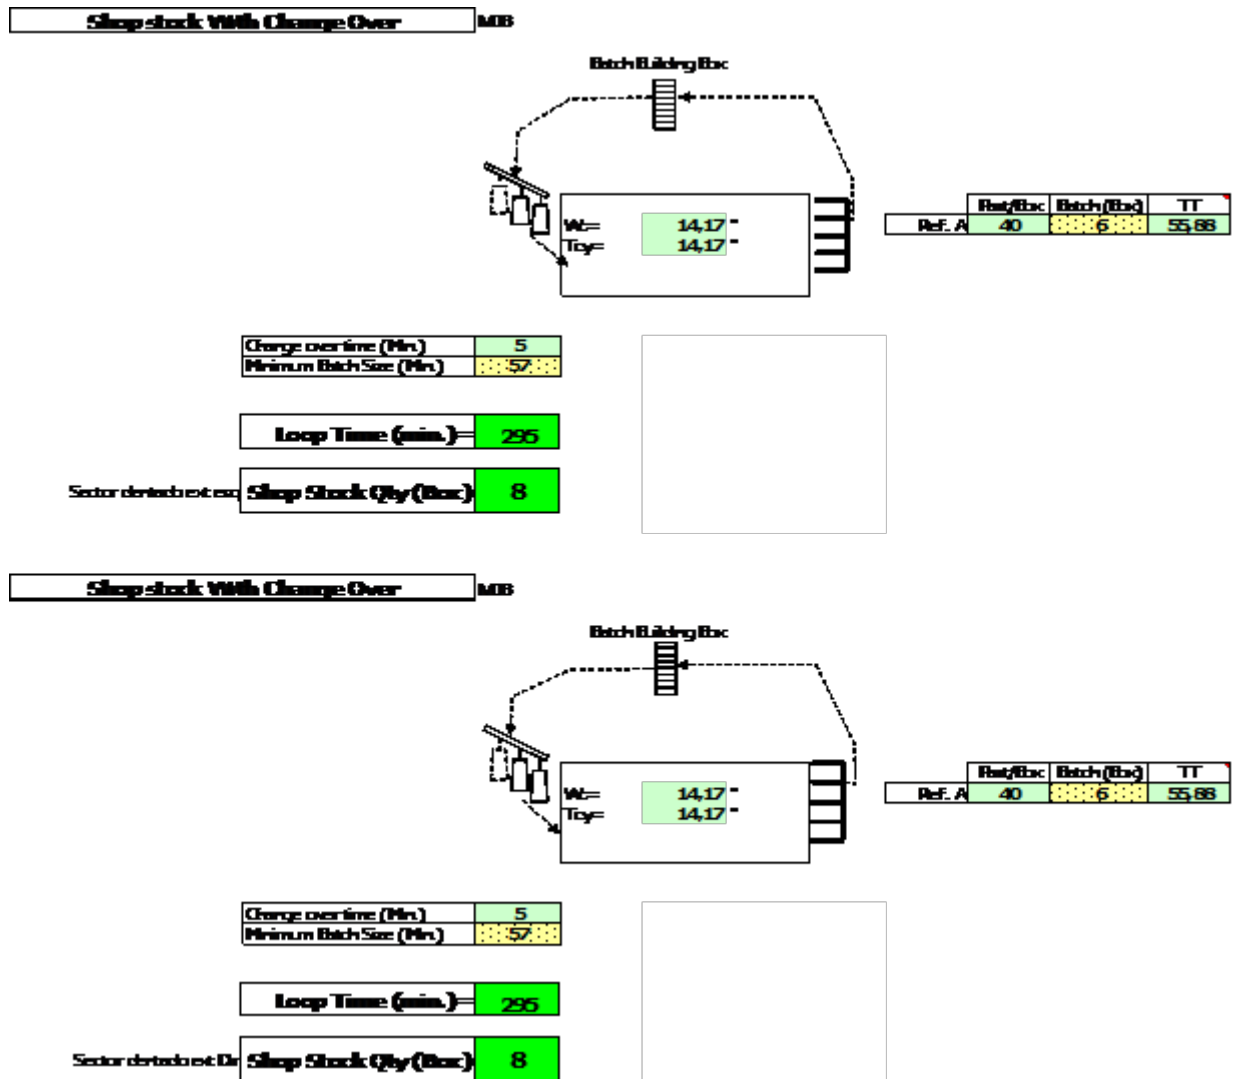 Shop stock With Change Over M13
Batch Building Box
Wc= 14,17 "
Tcy= 14,17 "
Part/Box Batch (Box) TT
Ref. A 40 6 55,88
Change over time (Min.) 5
Minimum Batch Size (Min.) 57
Loop Time (min.)= 295
Shop Stock Qty (Box) 8
Shop stock With Change Over M13
Batch Building Box
Wc= 14,17 "
Tcy= 14,17 "
Part/Box Batch (Box) TT
Ref. A 40 6 55,88
Change over time (Min.) 5
Minimum Batch Size (Min.) 57
Loop Time (min.)= 295
Shop Stock Qty (Box) 8